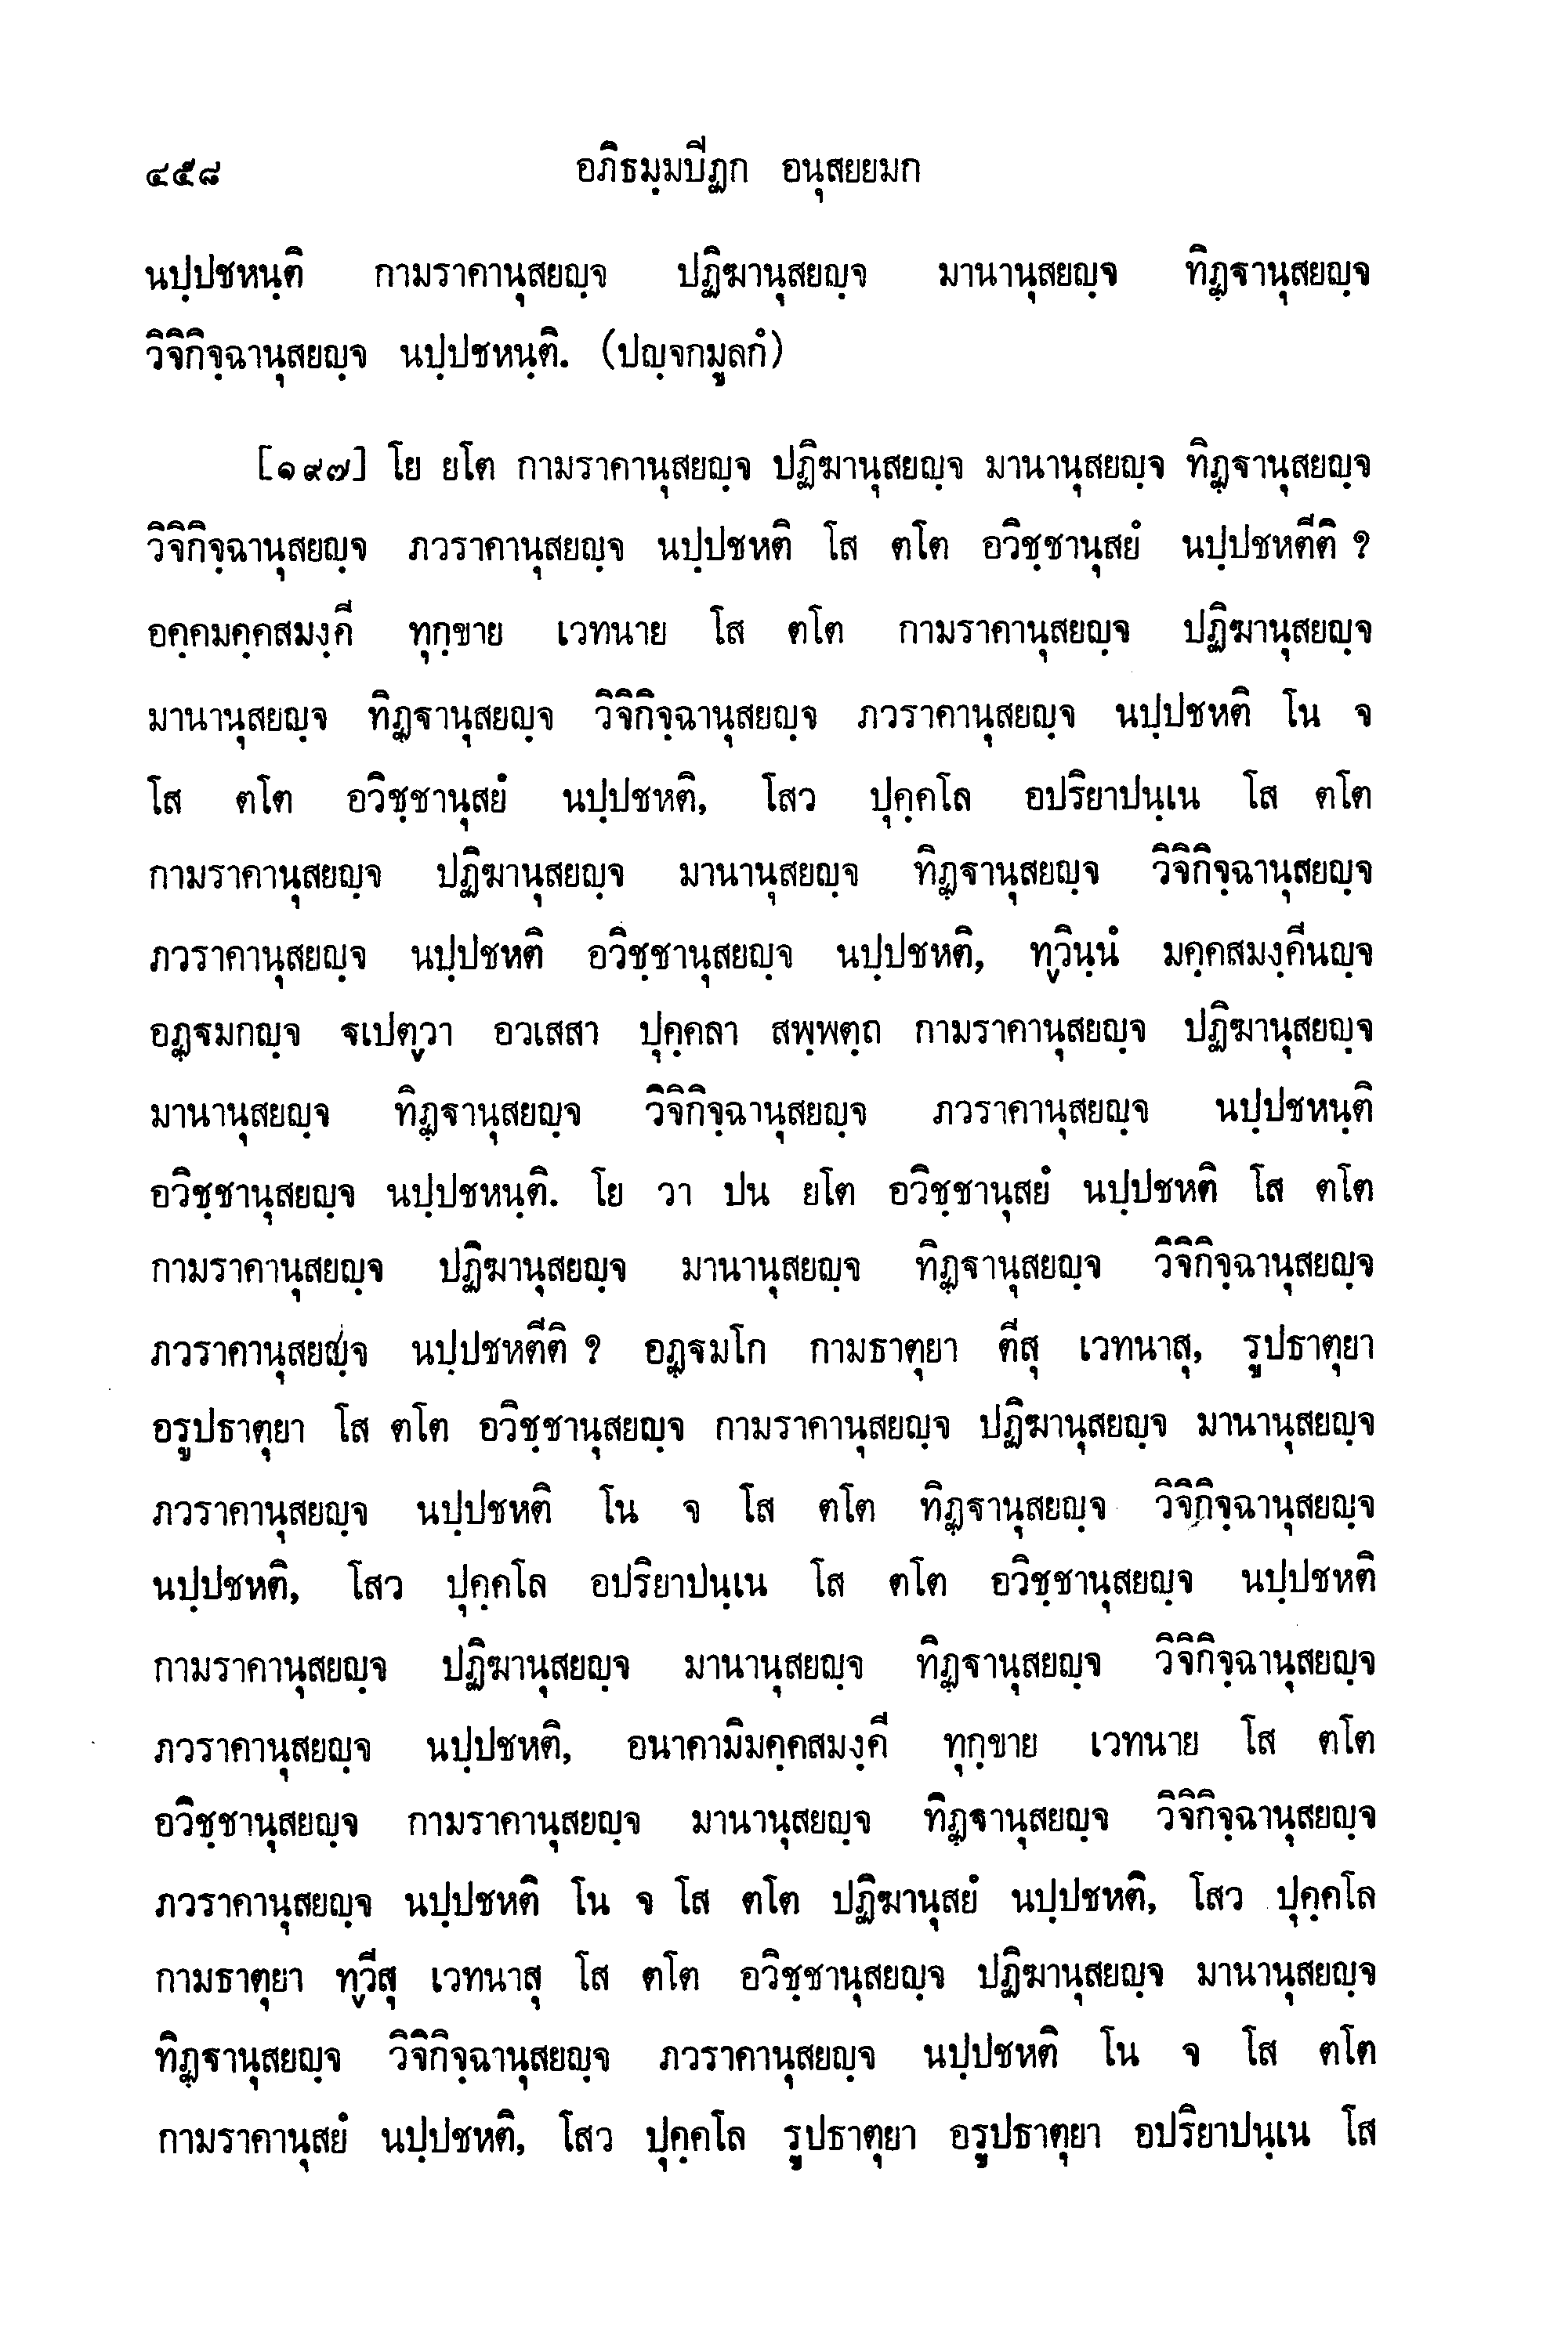 ๔๕๘ อภิธมฺมปีฏก อนุสยยมก
นปฺปชหนฺติ กามราคานุสยญฺจ ปฏิฆานุสยญฺจ มานานุสยญฺจ ทิฏฺฐานุสยญฺจ
วิจิกิจฺฉานุสยญฺจ นปฺปชหนฺติ. (ปญฺจกมูลกํ)
[๑๙๗] โย ยโต กามราคานุสยญฺจ ปฏิฆานุสยญฺจ มานานุสยญฺจ ทิฏฺฐานุสยญฺจ
วิจิกิจฺฉานุสยญฺจ ภวราคานุสยญฺจ นปฺปชหติ โส ตโต อวิชฺชานุสยํ นปฺปชหตีติ ?
อคฺคมคฺคสมงฺคี ทุกฺขาย เวทนาย โส ตโต กามราคานุสยญฺจ ปฏิฆานุสยญฺจ
มานานุสยญฺจ ทิฏฺฐานุสยญฺจ วิจิกิจฺฉานุสยญฺจ ภวราคานุสยญฺจ นปฺปชหติ โน จ
โส ตโต อวิชฺชานุสยํ นปฺปชหติ, โสว ปุคฺคโล อปริยาปนฺเน โส ตโต
กามราคานุสยญฺจ ปฏิฆานุสยญฺจ มานานุสยญฺจ ทิฏฺฐานุสยญฺจ วิจิกิจฺฉานุสยญฺจ
ภวราคานุสยญฺจ นปฺปชหติ อวิชฺชานุสยญฺจ นปฺปชหติ, ทฺวินฺนํ มคฺคสมงฺคีนญฺจ
อฏฺฐมกญฺจ ฐเปตฺวา อวเสสา ปุคฺคลา สพฺพตฺถ กามราคานุสยญฺจ ปฏิฆานุสยญฺจ
มานานุสยญฺจ ทิฏฺฐานุสยญฺจ วิจิกิจฺฉานุสยญฺจ ภวราคานุสยญฺจ นปฺปชหนฺติ
อวิชฺชานุสยญฺจ นปฺปชหนฺติ. โย วา ปน ยโต อวิชฺชานุสยํ นปฺปชหติ โส ตโต
กามราคานุสยญฺจ ปฏิฆานุสยญฺจ มานานุสยญฺจ ทิฏฺฐานุสยญฺจ วิจิกิจฺฉานุสยญฺจ
ภวราคานุสยญฺจ นปฺปชหตีติ ? อฏฺฐมโก กามธาตุยา ตีสุ เวทนาสุ, รูปธาตุยา
อรูปธาตุยา โส ตโต อวิชฺชานุสยญฺจ กามราคานุสยญฺจ ปฏิฆานุสยญฺจ มานานุสยญฺจ
ภวราคานุสยญฺจ นปฺปชหติ โน จ โส ตโต ทิฏฺฐานุสยญฺจ วิจิกิจฺฉานุสยญฺจ
นปฺปชหติ, โสว ปุคฺคโล อปริยาปนฺเน โส ตโต อวิชฺชานุสยญฺจ นปฺปชหติ
กามราคานุสยญฺจ ปฏิฆานุสยญฺจ มานานุสยญฺจ ทิฏฺฐานุสยญฺจ วิจิกิจฺฉานุสยญฺจ
ภวราคานุสยญฺจ นปฺปชหติ, อนาคามิมคฺคสมงฺคี ทุกฺขาย เวทนาย โส ตโต
อวิชฺชานุสยญฺจ กามราคานุสยญฺจ มานานุสยญฺจ ทิฏฺฐานุสยญฺจ วิจิกิจฺฉานุสยญฺจ
ภวราคานุสยญฺจ นปฺปชหติ โน จ โส ตโต ปฏิฆานุสยํ นปฺปชหติ, โสว ปุคฺคโล
กามธาตุยา ทฺวีสุ เวทนาสุ โส ตโต อวิชฺชานุสยญฺจ ปฏิฆานุสยญฺจ มานานุสยญฺจ
ทิฏฺฐานุสยญฺจ วิจิกิจฺฉานุสยญฺจ ภวราคานุสยญฺจ นปฺปชหติ โน จ โส ตโต
กามราคานุสยํ นปฺปชหติ, โสว ปุคฺคโล รูปธาตุยา อรูปธาตุยา อปริยาปนฺเน โส